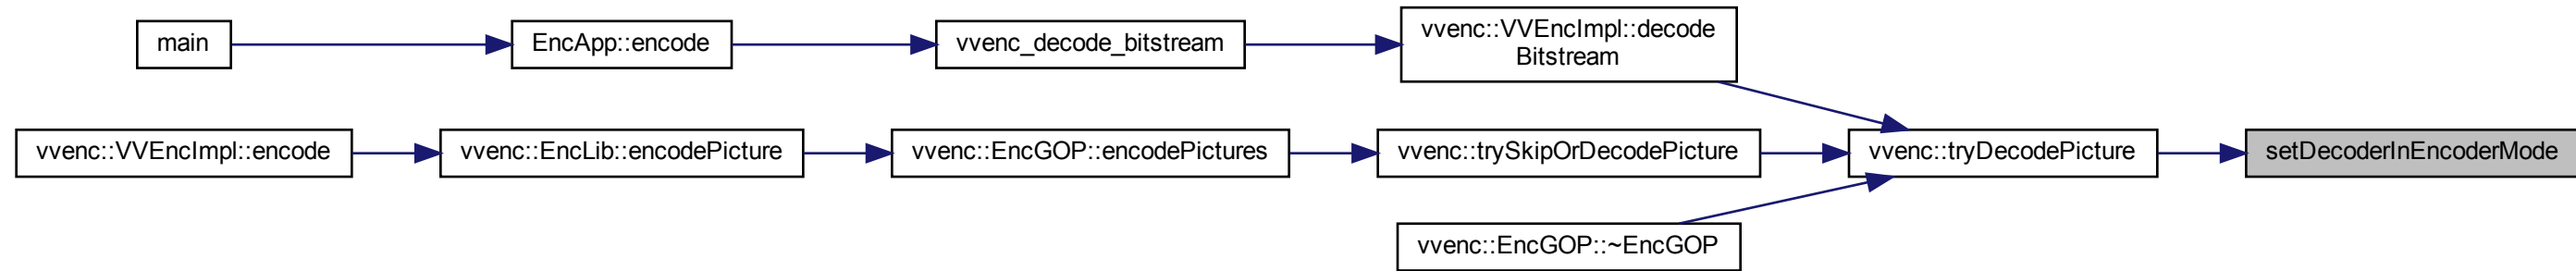 main
EncApp::encode
vvenc_decode_bitstream
vvenc::VVEncImpl::decode
Bitstream
vvenc::VVEncImpl::encode
vvenc::EncLib::encodePicture
vvenc::EncGOP::encodePictures
vvenc::trySkipOrDecodePicture
vvenc::tryDecodePicture
setDecoderInEncoderMode
vvenc::EncGOP::~EncGOP